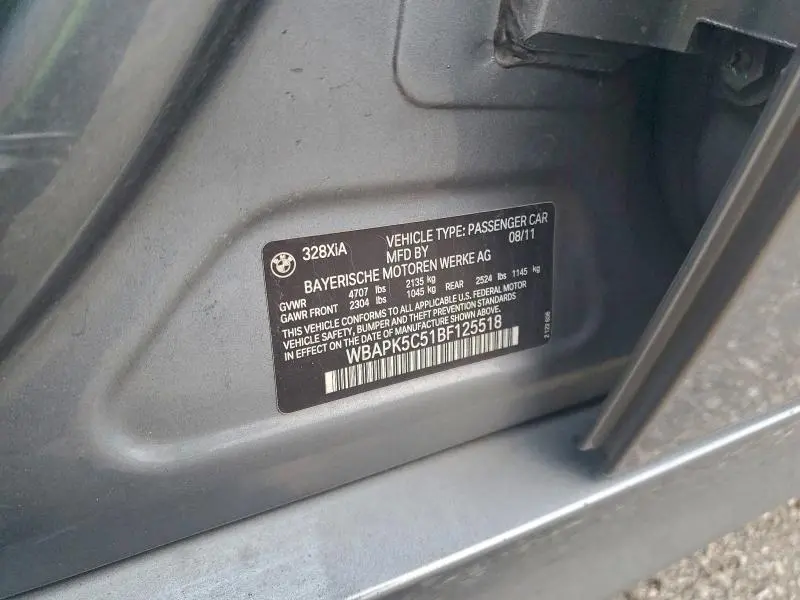 328XiA
VEHICLE TYPE: PASSENGER CAR
MFD BY 08/11
BAYERISCHE MOTOREN WERKE AG
GVWR 4707 lbs 2135 kg
GAWR FRONT 2304 lbs 1045 kg REAR 2524 lbs 1145 kg
THIS VEHICLE CONFORMS TO ALL APPLICABLE U.S. FEDERAL MOTOR
VEHICLE SAFETY, BUMPER AND THEFT PREVENTION STANDARDS
IN EFFECT ON THE DATE OF MANUFACTURE SHOWN ABOVE.
WBAPK5C51BF125518